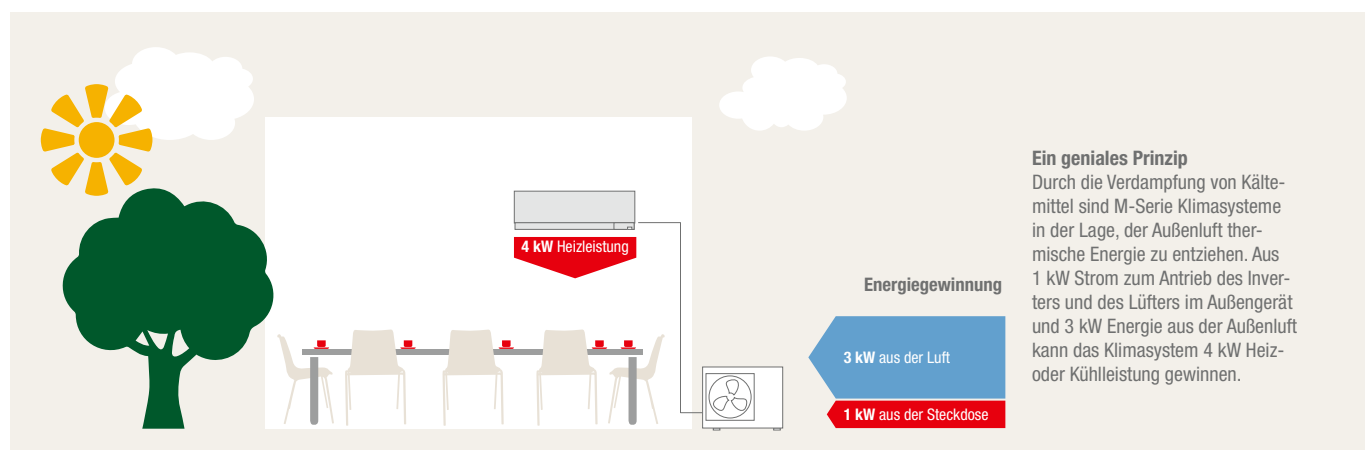 4 kW Heizleistung
Energiegewinnung
3 kW aus der Luft
1 kW aus der Steckdose
Ein geniales Prinzip
Durch die Verdampfung von Kälte-
mittel sind M-Serie Klimasysteme
in der Lage, der Außenluft ther-
mische Energie zu entziehen. Aus
1 kW Strom zum Antrieb des Inver-
ters und des Lüfters im Außengerät
und 3 kW Energie aus der Außenluft
kann das Klimasystem 4 kW Heiz-
oder Kühlleistung gewinnen.